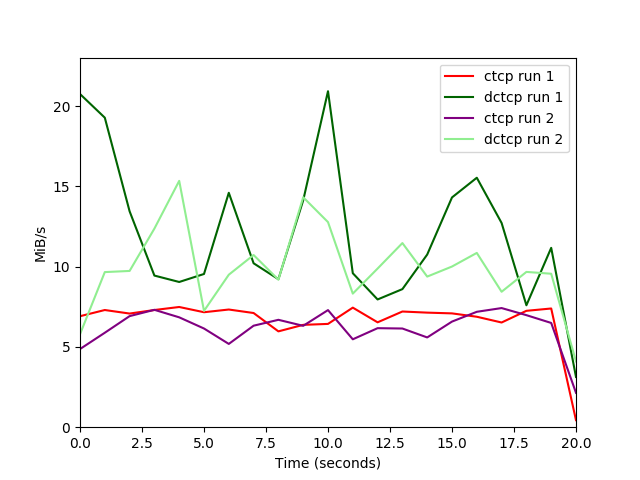 ctcp run 1
dctcp run 1
ctcp run 2
dctcp run 2
20
15
10
5
0
MiB/s
0.0 2.5 5.0 7.5 10.0 12.5 15.0 17.5 20.0
Time (seconds)